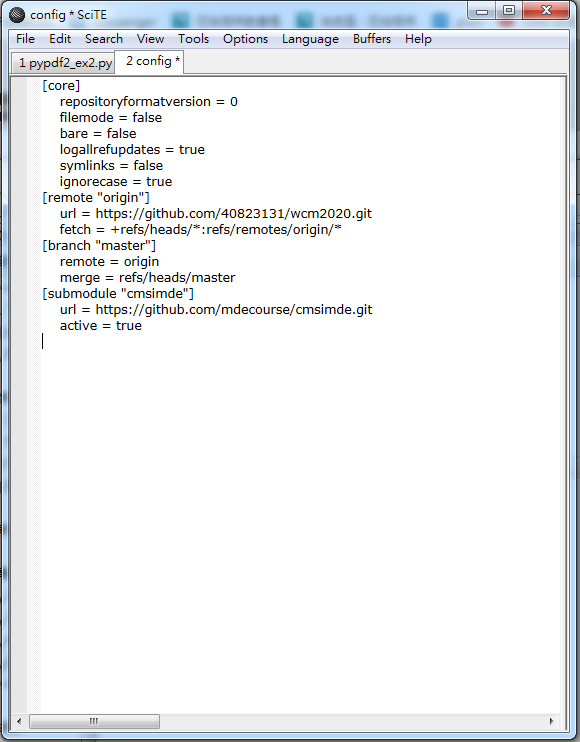 config * SciTE
File Edit Search View Tools Options Language Buffers Help
1 pypdf2_ex2.py 2 config *
[core]
repositoryformatversion = 0
filemode = false
bare = false
logallrefupdates = true
symlinks = false
ignorecase = true
[remote "origin"]
url = https://github.com/40823131/wcm2020.git
fetch = +refs/heads/*:refs/remotes/origin/*
[branch "master"]
remote = origin
merge = refs/heads/master
[submodule "cmsimde"]
url = https://github.com/mdecourse/cmsimde.git
active = true